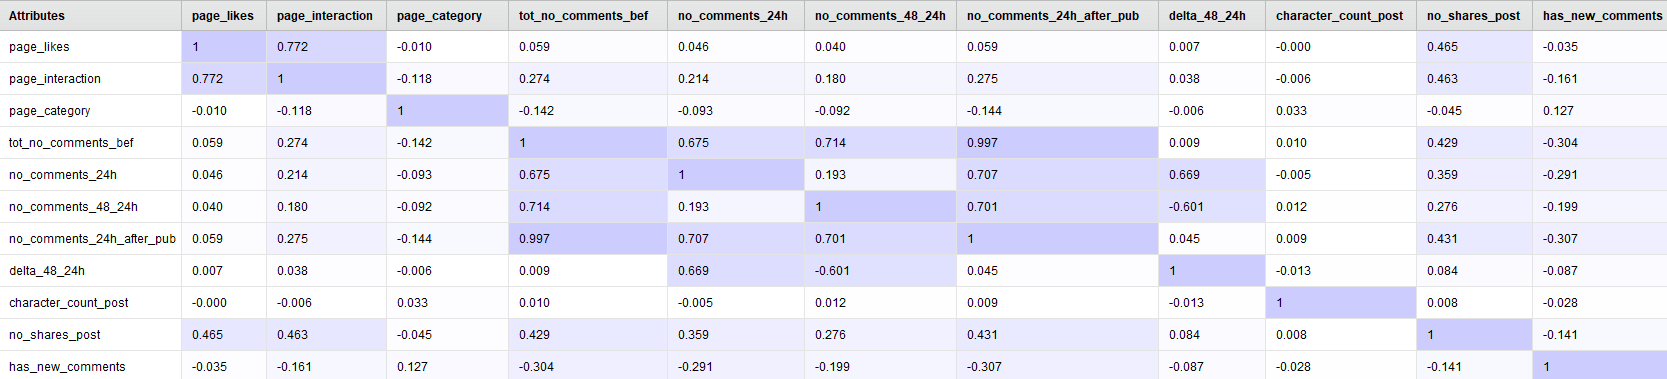 Attributes page_likes page_interaction page_category tot_no_comments_bef no_comments_24h no_comments_48_24h no_comments_24h_after_pub delta_48_24h character_count_post no_shares_post has_new_comments
page_likes 1 0.772 -0.010 0.059 0.046 0.040 0.059 0.007 -0.000 0.465 -0.035
page_interaction 0.772 1 -0.118 0.274 0.214 0.180 0.275 0.038 -0.006 0.463 -0.161
page_category -0.010 -0.118 1 -0.142 -0.093 -0.092 -0.144 -0.006 0.033 -0.045 0.127
tot_no_comments_bef 0.059 0.274 -0.142 1 0.675 0.714 0.997 0.009 0.010 0.429 -0.304
no_comments_24h 0.046 0.214 -0.093 0.675 1 0.193 0.707 0.669 -0.005 0.359 -0.291
no_comments_48_24h 0.040 0.180 -0.092 0.714 0.193 1 0.701 -0.601 0.012 0.276 -0.199
no_comments_24h_after_pub 0.059 0.275 -0.144 0.997 0.707 0.701 1 0.045 0.009 0.431 -0.307
delta_48_24h 0.007 0.038 -0.006 0.009 0.669 -0.601 0.045 1 -0.013 0.084 -0.087
character_count_post -0.000 -0.006 0.033 0.010 -0.005 0.012 0.009 -0.013 1 0.008 -0.028
no_shares_post 0.465 0.463 -0.045 0.429 0.359 0.276 0.431 0.084 0.008 1 -0.141
has_new_comments -0.035 -0.161 0.127 -0.304 -0.291 -0.199 -0.307 -0.087 -0.028 -0.141 1